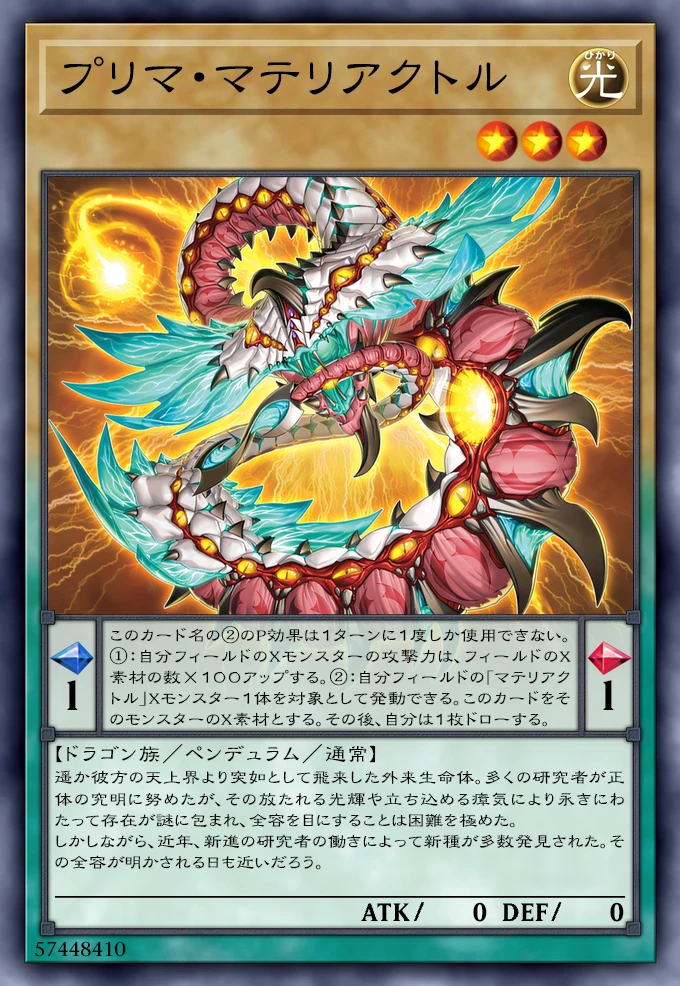 プリマ・マテリアクトル
ひかり
光
このカード名の②のP効果は1ターンに1度しか使用できない。
①：自分フィールドのXモンスターの攻撃力は、フィールドのX
素材の数×１００アップする。②：自分フィールドの「マテリアク
トル」Xモンスター１体を対象として発動できる。このカードをそ
のモンスターのX素材とする。その後、自分は１枚ドローする。
1
1
【ドラゴン族／ペンデュラム／通常】
遥か彼方の天上界より突如として飛来した外来生命体。多くの研究者が正
体の究明に努めたが、その放たれる光輝や立ち込める瘴気により永きにわ
たって存在が謎に包まれ、全容を目にすることは困難を極めた。
しかしながら、近年、新進の研究者の働きによって新種が多数発見された。そ
の全容が明かされる日も近いだろう。
ATK/ 0 DEF/ 0
57448410